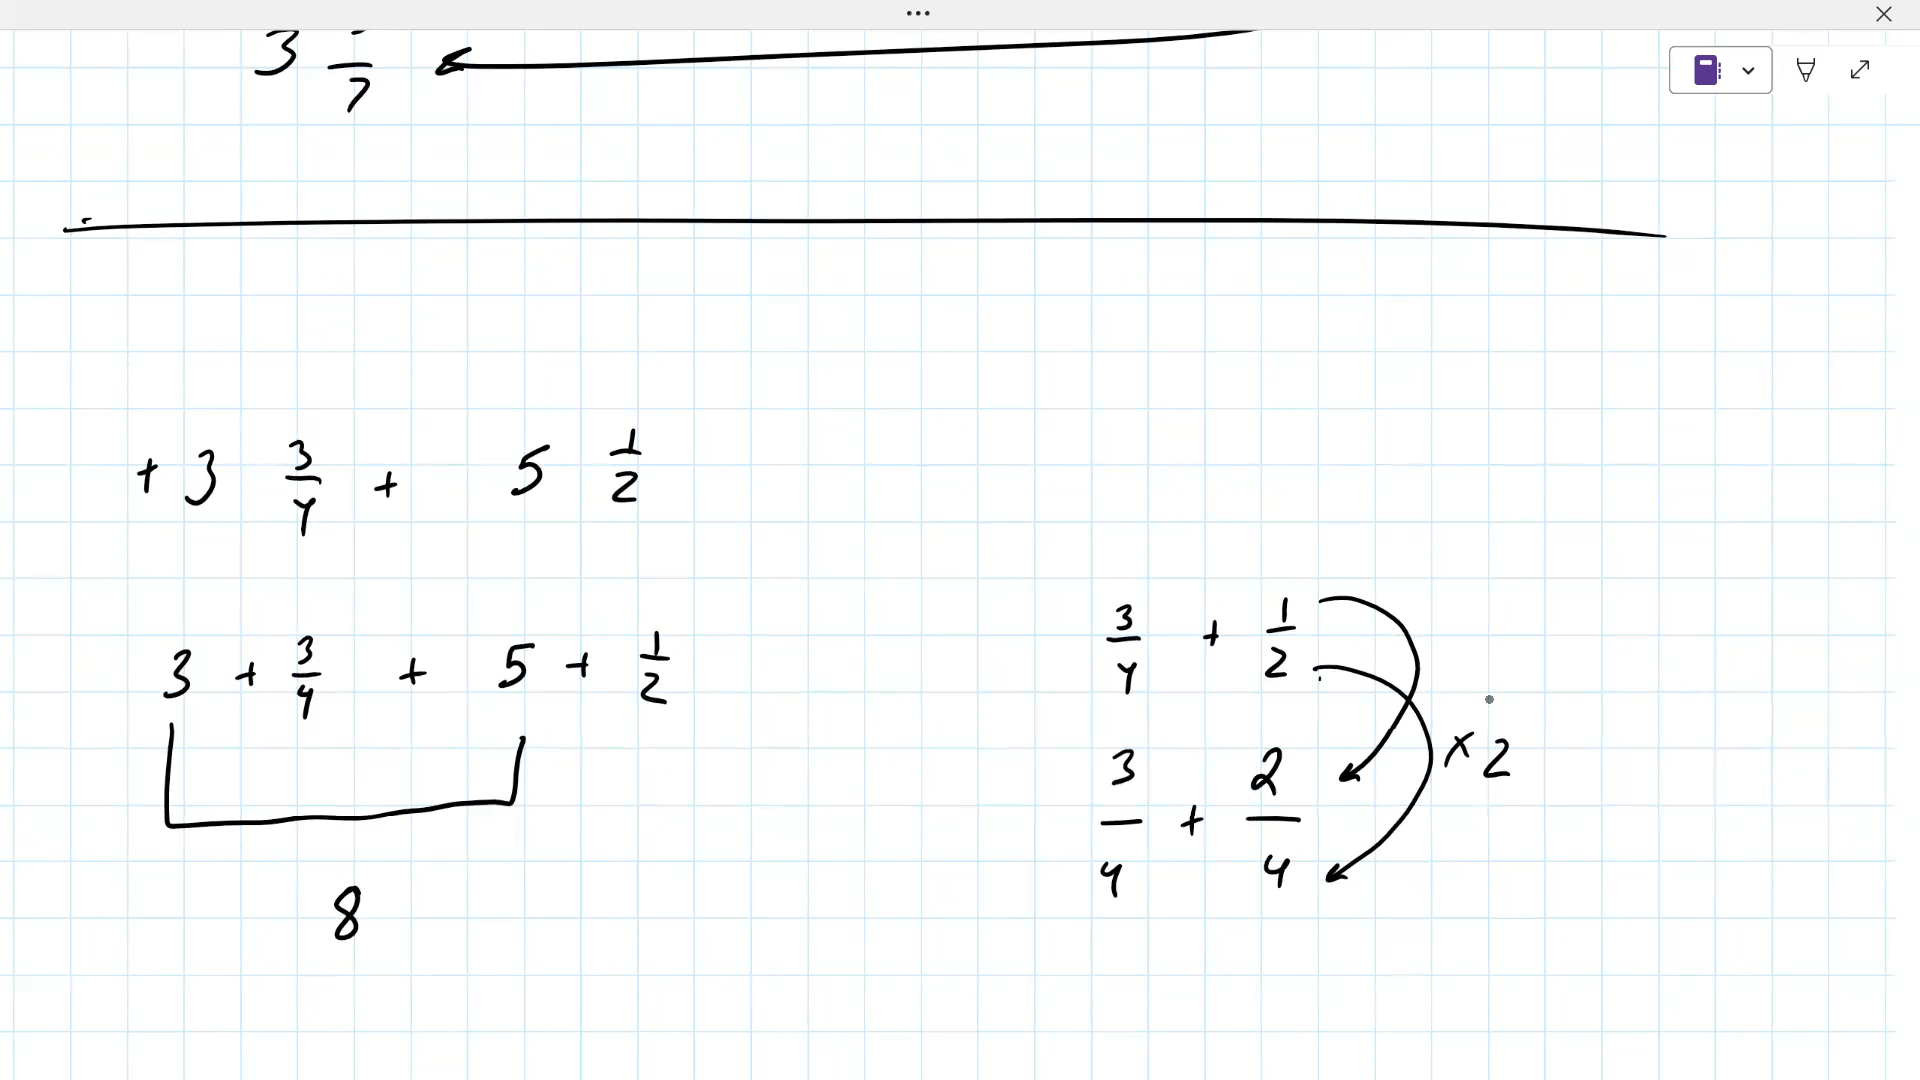 3 /7
+ 3 3/4 + 5 1/2
3 + 3/4 + 5 + 1/2
8
3/4 + 1/2
3/4 + 2/4
× 2